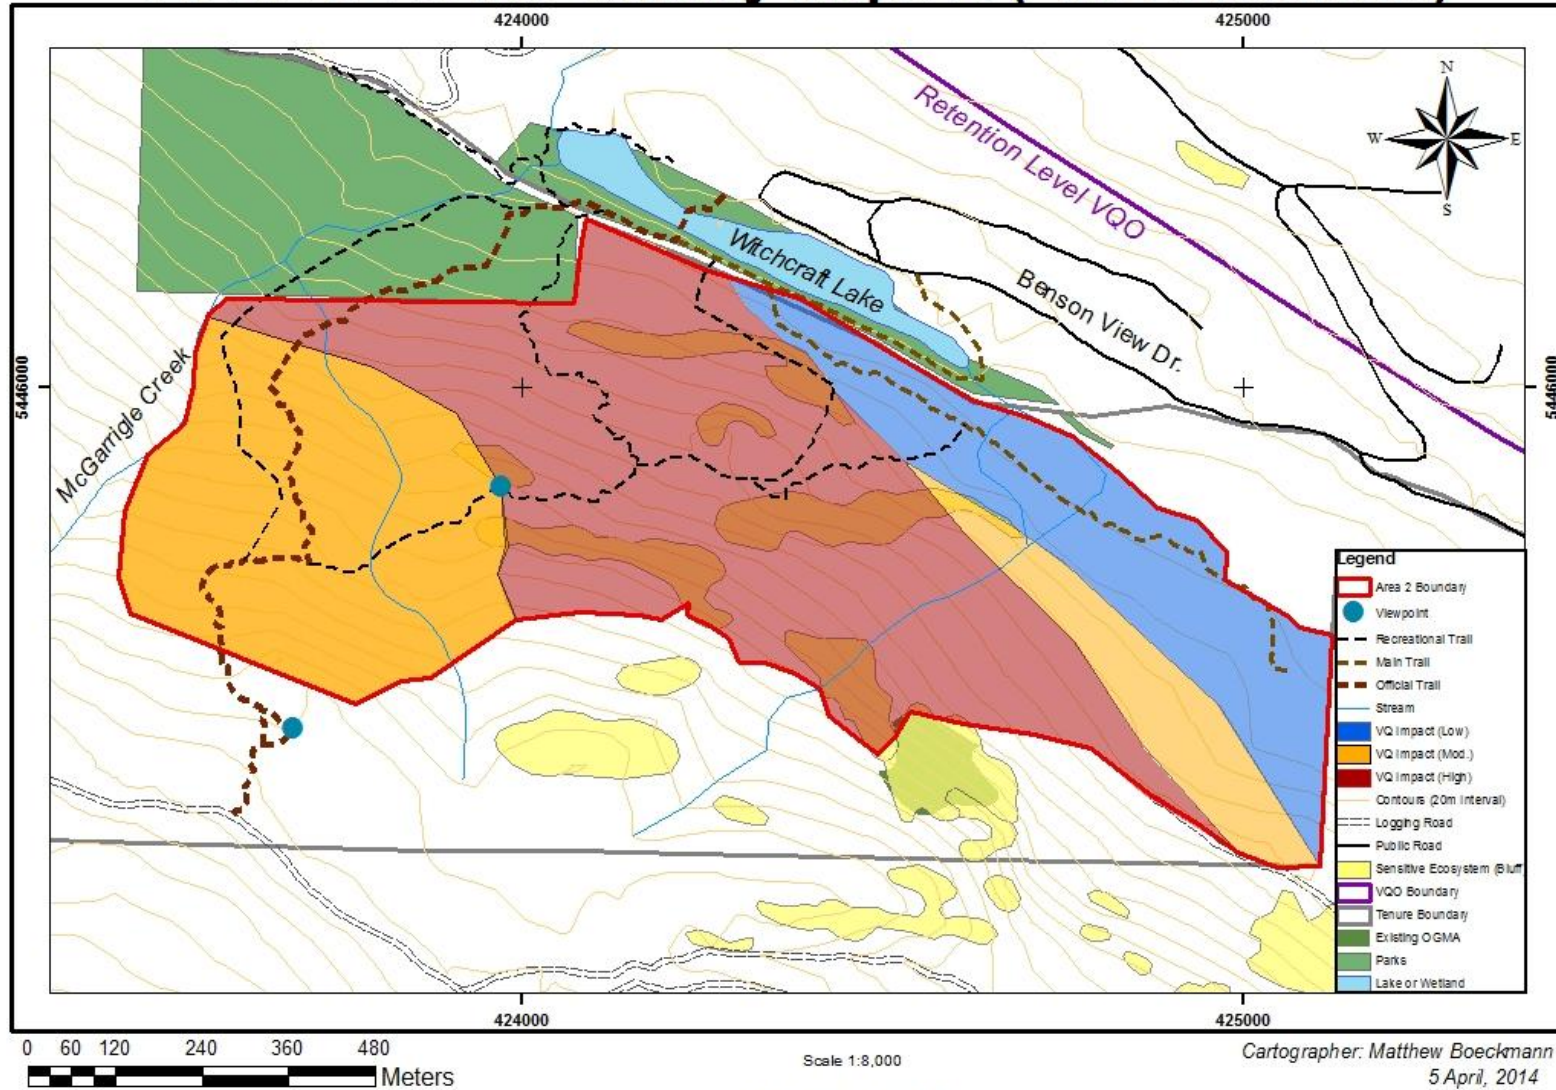 424000
425000
N
W
E
S
Retention Level VQO
Witchcraft Lake
Benson View Dr.
5446000
5446000
McGarrigle Creek
Legend
Area 2 Boundary
Viewpoint
Recreational Trail
Main Trail
Official Trail
Stream
VQ Impact (Low)
VQ Impact (Mod.)
VQ Impact (High)
Contours (20m Interval)
Logging Road
Public Road
Sensitive Ecosystem (Bluff
VQO Boundary
Tenure Boundary
Existing OGMA
Parks
Lake or Wetland
424000
425000
0 60 120 240 360 480
Meters
Scale 1:8,000
Cartographer: Matthew Boeckmann
5 April, 2014